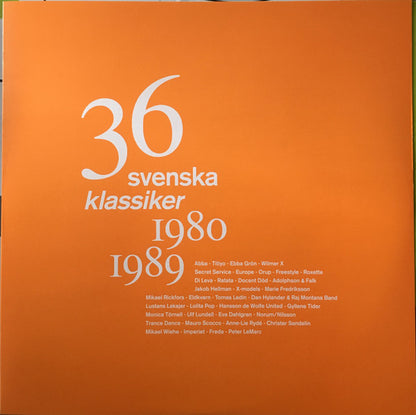 36
svenska
klassiker
1980
1989
Abba - Titiyo - Ebba Grön - Wilmer X
Secret Service - Europe - Orup - Freestyle - Roxette
Di Leva - Ratata - Docent Död - Adolphson & Falk
Jakob Hellman - X-models - Marie Fredriksson
Mikael Rickfors - Eldkvarn - Tomas Ledin - Dan Hylander & Raj Montana Band
Lustans Lakejer - Lolita Pop - Hansson de Wolfe United - Gyllene Tider
Monica Törnell - Ulf Lundell - Eva Dahlgren - Norum/Nilsson
Trance Dance - Mauro Scocco - Anne-Lie Rydé - Christer Sandelin
Mikael Wiehe - Imperiet - Freda - Peter LeMarc